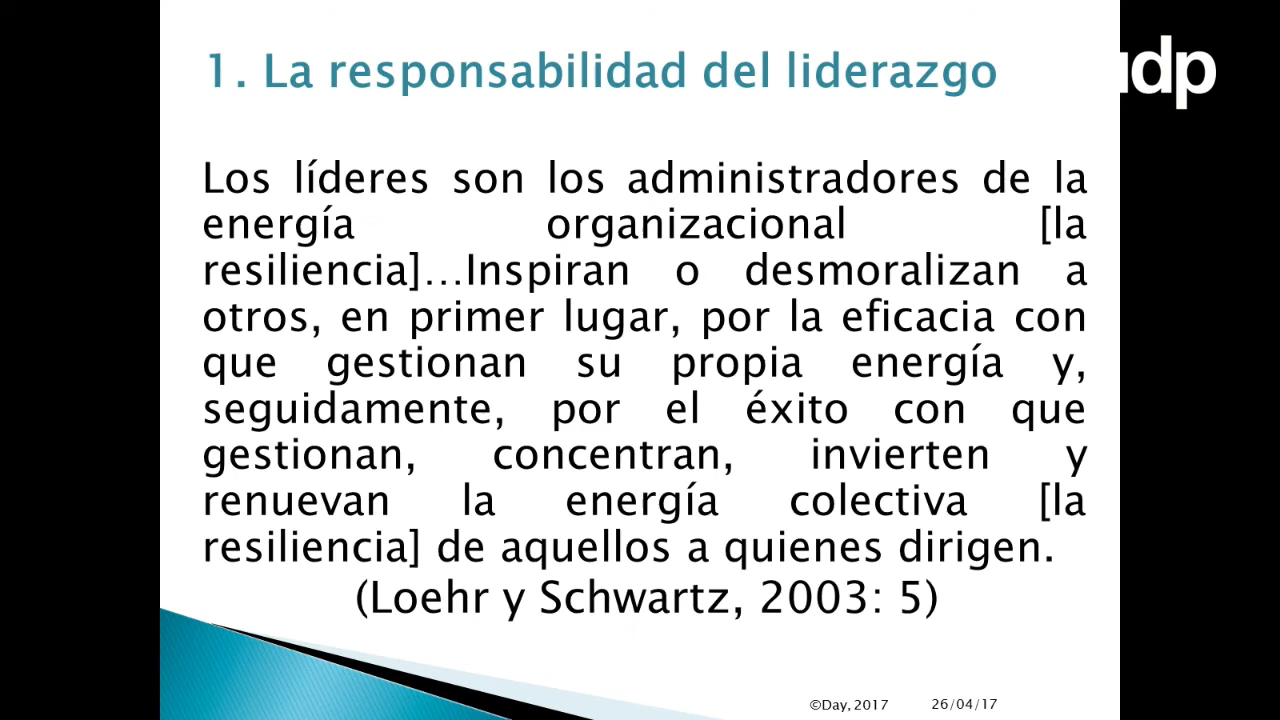 1. La responsabilidad del liderazgo
udp
Los líderes son los administradores de la
energía organizacional [la
resiliencia]…Inspiran o desmoralizan a
otros, en primer lugar, por la eficacia con
que gestionan su propia energía y,
seguidamente, por el éxito con que
gestionan, concentran, invierten y
renuevan la energía colectiva [la
resiliencia] de aquellos a quienes dirigen.
(Loehr y Schwartz, 2003: 5)
©Day, 2017 26/04/17